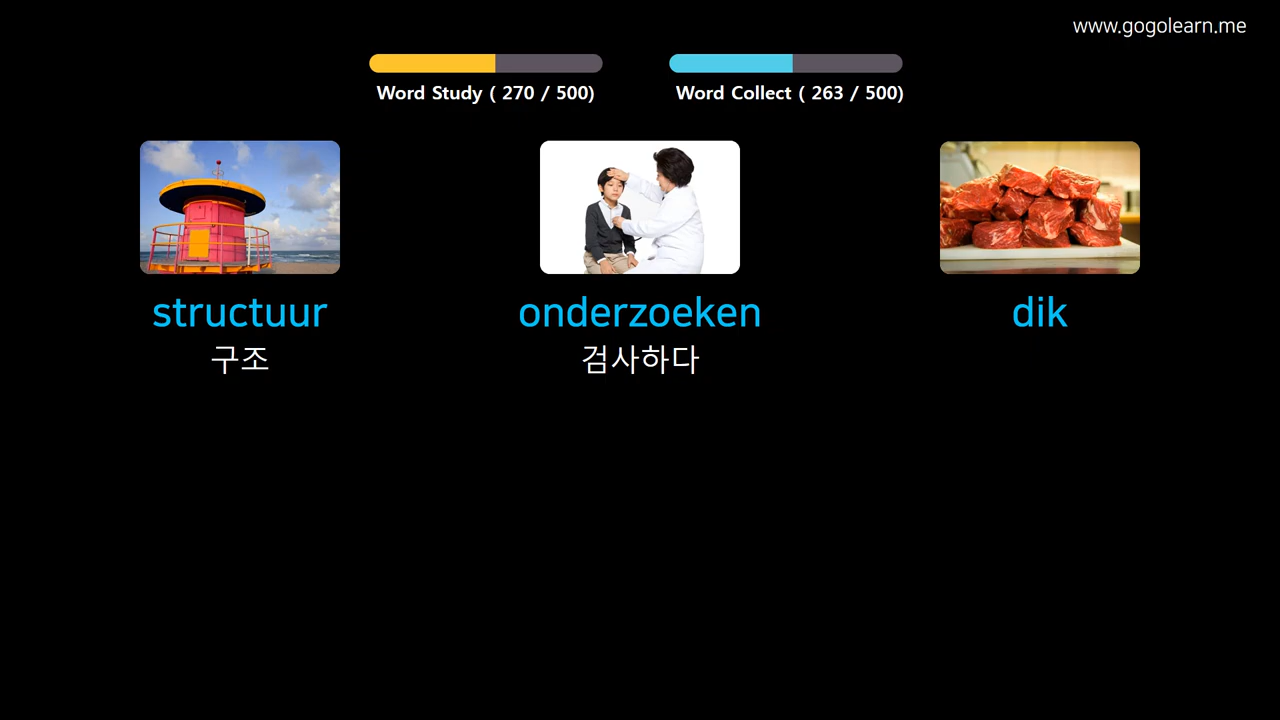 www.gogolearn.me
Word Study ( 270 / 500)
Word Collect ( 263 / 500)
structuur
구조
onderzoeken
검사하다
dik